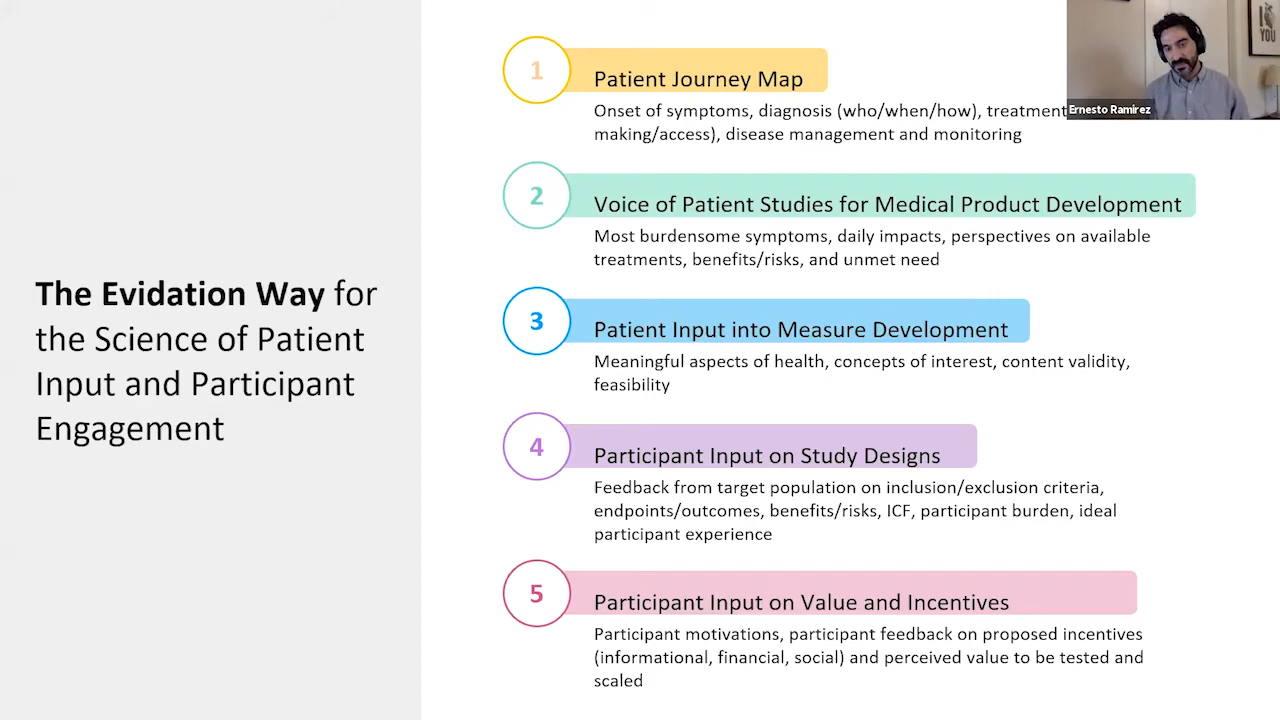 The Evidation Way for
the Science of Patient
Input and Participant
Engagement
1
Patient Journey Map
Onset of symptoms, diagnosis (who/when/how), treatment
making/access), disease management and monitoring
2
Voice of Patient Studies for Medical Product Development
Most burdensome symptoms, daily impacts, perspectives on available
treatments, benefits/risks, and unmet need
3
Patient Input into Measure Development
Meaningful aspects of health, concepts of interest, content validity,
feasibility
4
Participant Input on Study Designs
Feedback from target population on inclusion/exclusion criteria,
endpoints/outcomes, benefits/risks, ICF, participant burden, ideal
participant experience
5
Participant Input on Value and Incentives
Participant motivations, participant feedback on proposed incentives
(informational, financial, social) and perceived value to be tested and
scaled
Ernesto Ramirez
YOU